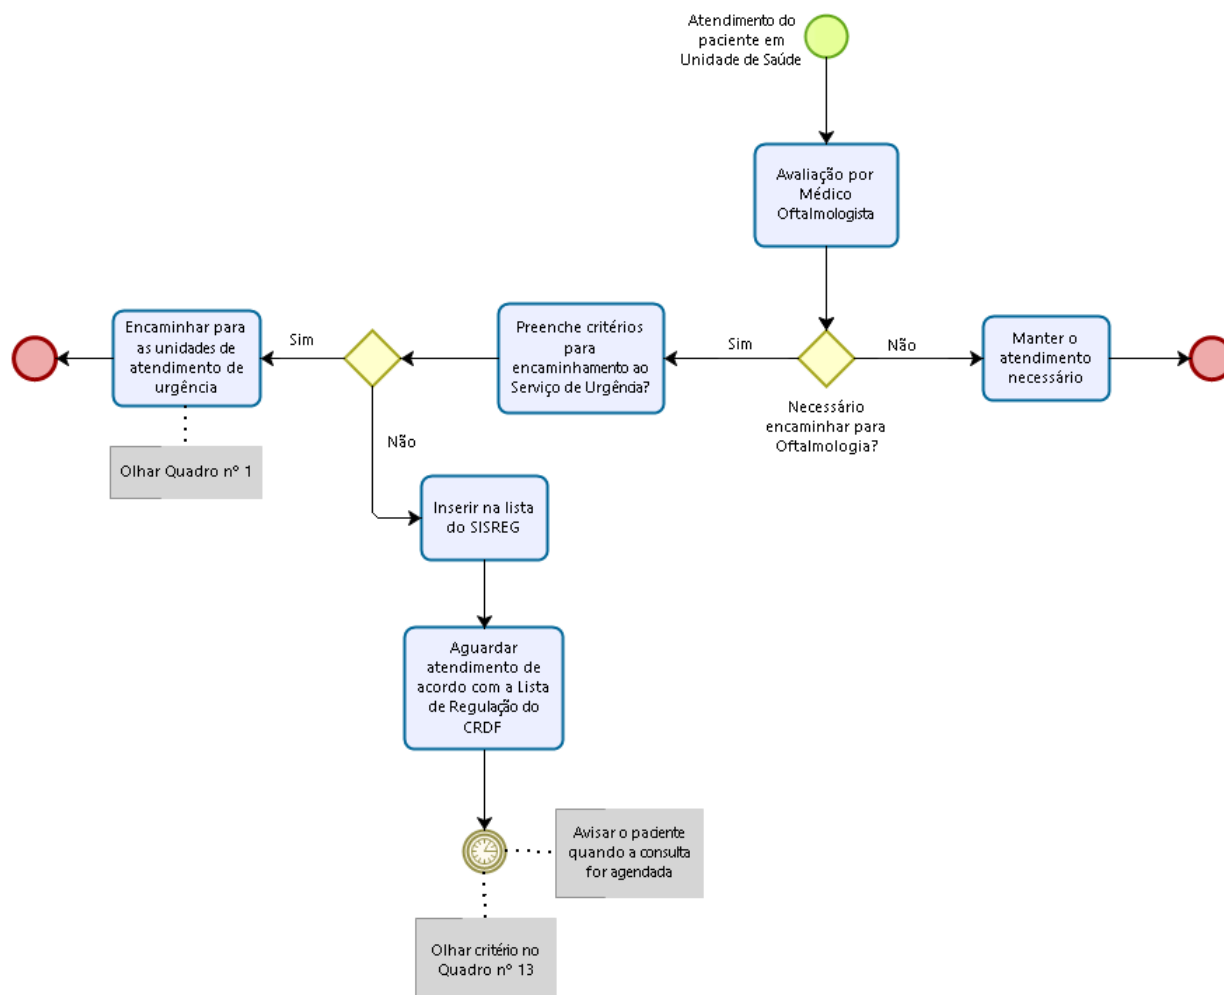 Atendimento do
paciente em
Unidade de Saúde
Avaliação por
Médico
Oftalmologista
Necessário
encaminhar para
Oftalmologia?
Não
Manter o
atendimento
necessário
Sim
Preenche critérios
para
encaminhamento ao
Serviço de Urgência?
Sim
Encaminhar para
as unidades de
atendimento de
urgência
Olhar Quadro nº 1
Não
Inserir na lista
do SISREG
Aguardar
atendimento de
acordo com a Lista
de Regulação do
CRDF
Avisar o paciente
quando a consulta
for agendada
Olhar critério no
Quadro nº 13